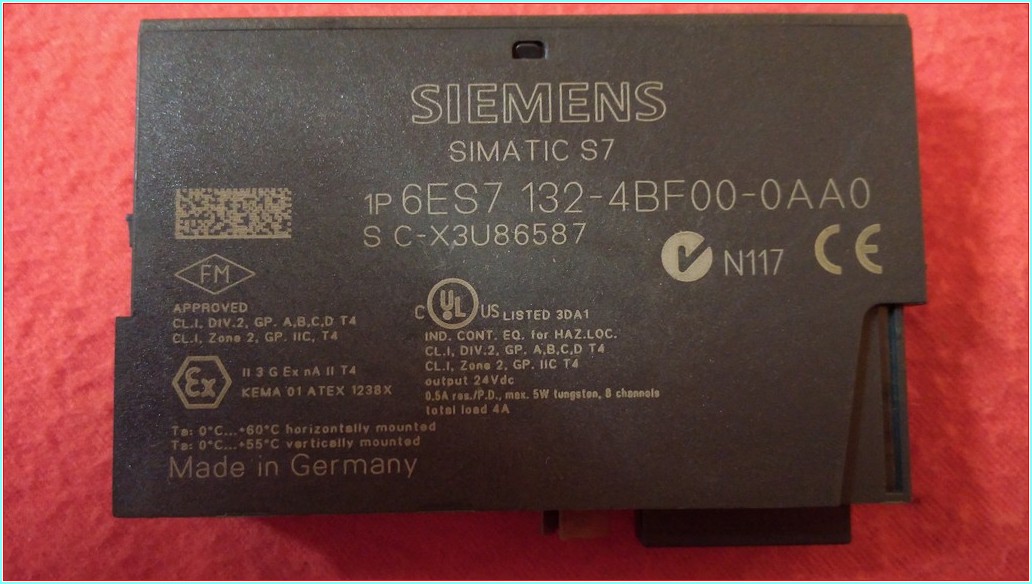 SIEMENS
SIMATIC S7
1P 6ES7 132-4BF00-0AA0
S C-X3U86587
N117 CE
FM
APPROVED
CL.I, DIV.2, GP. A,B,C,D T4
CL.I, Zone 2, GP. IIC, T4
C UL US LISTED 3DA1
IND. CONT. EQ. for HAZ.LOC.
CL.I, DIV.2, GP. A,B,C,D T4
CL.I, Zone 2, GP. IIC T4
output 24Vdc
0.5A res./P.D., max. 5W tungsten, 8 channels
total load 4A
Ex II 3 G Ex nA II T4
KEMA 01 ATEX 1238X
Ta: 0°C...+60°C horizontally mounted
Ta: 0°C...+55°C vertically mounted
Made in Germany